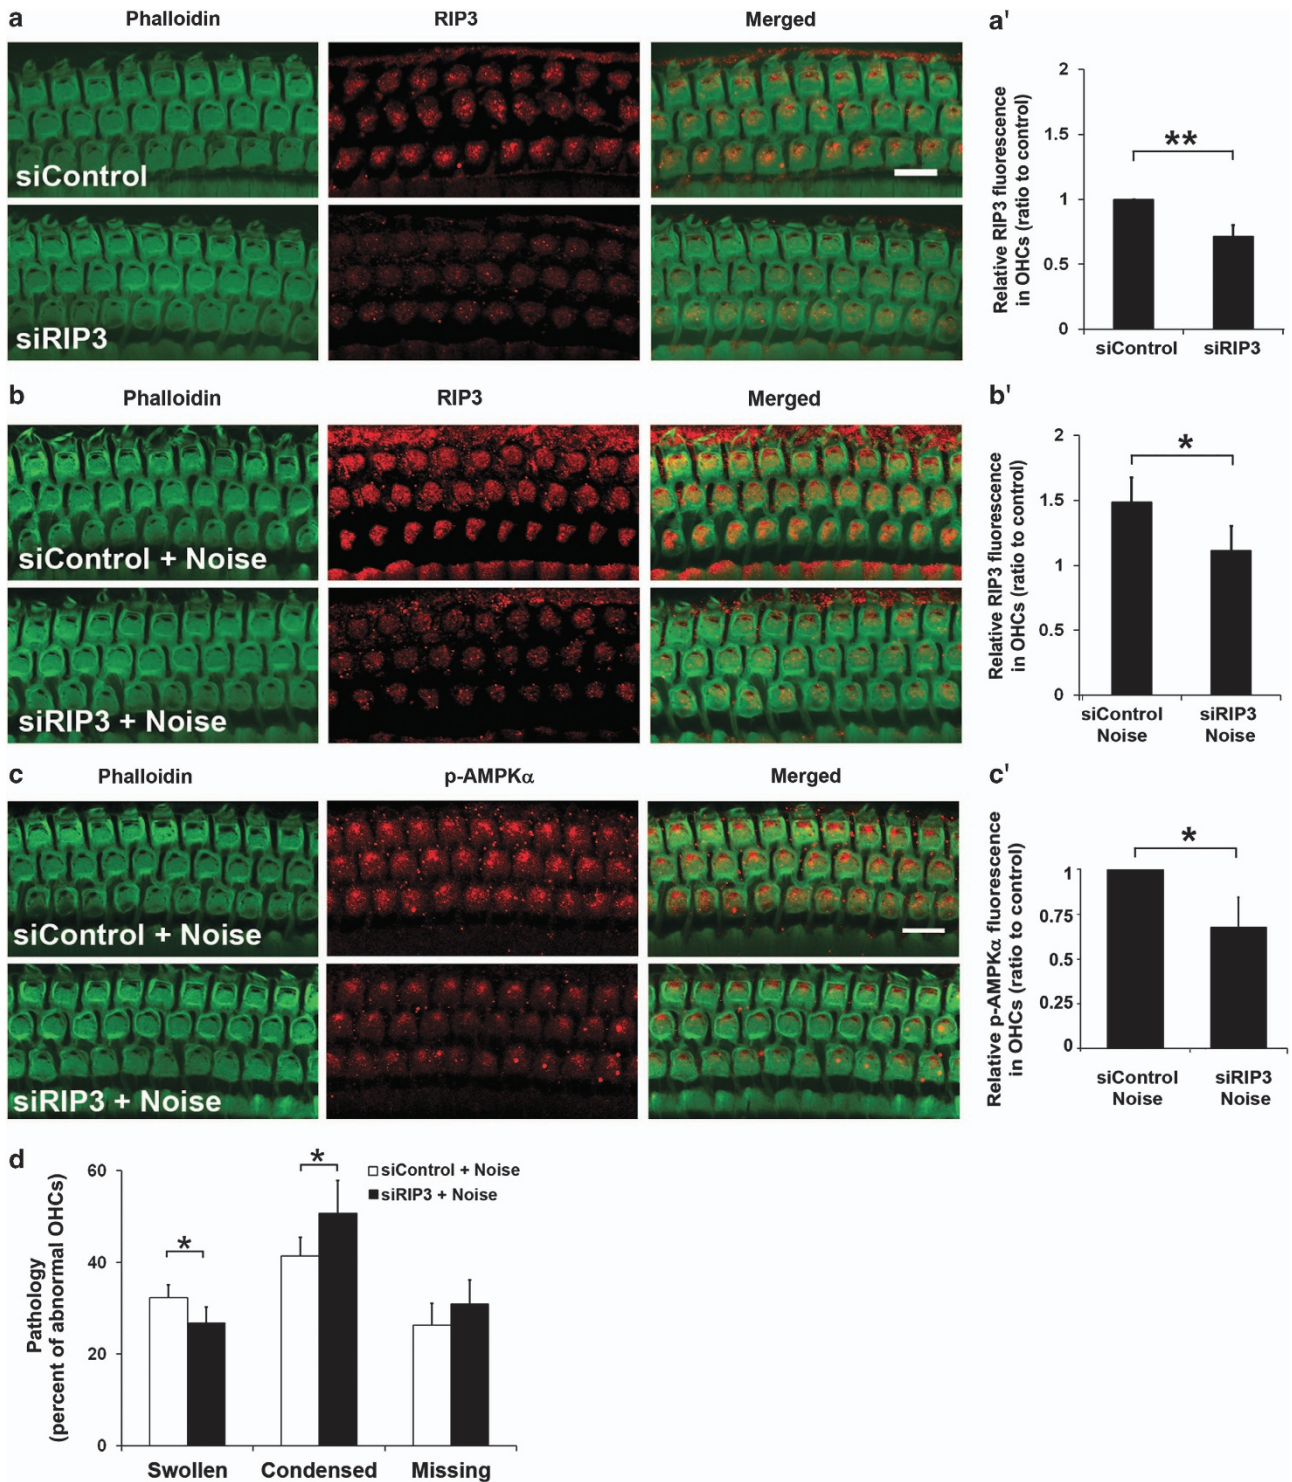 a Phalloidin RIP3 Merged a'
siControl
siRIP3
Relative RIP3 fluorescence
in OHCs (ratio to control)
2
1.5
**
1
0.5
0
siControl siRIP3
b Phalloidin RIP3 Merged b'
siControl + Noise
siRIP3 + Noise
Relative RIP3 fluorescence
in OHCs (ratio to control)
2
*
1.5
1
0.5
0
siControl siRIP3
Noise Noise
c Phalloidin p-AMPKα Merged c'
siControl + Noise
siRIP3 + Noise
Relative p-AMPKα fluorescence
in OHCs (ratio to control)
*
1
0.75
0.5
0.25
0
siControl siRIP3
Noise Noise
d
Pathology
(percent of abnormal OHCs)
60
40
20
0
*
*
siControl + Noise
siRIP3 + Noise
Swollen Condensed Missing